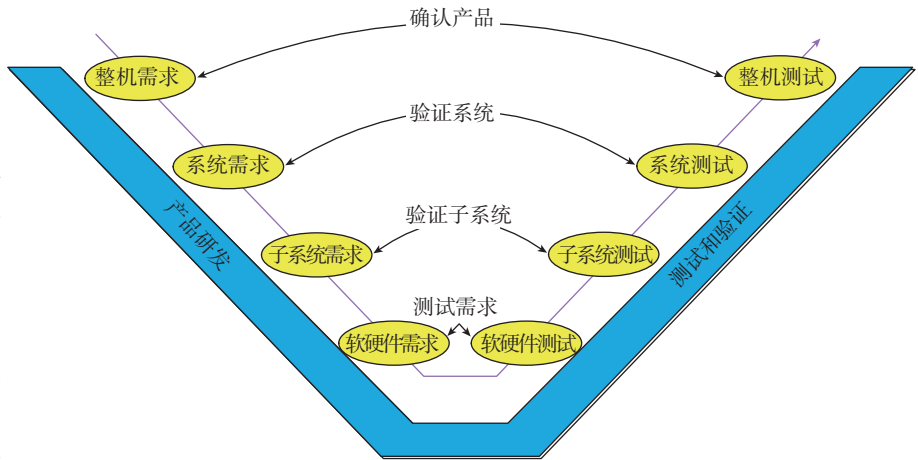 确认产品
整机需求
整机测试
验证系统
系统需求
系统测试
验证子系统
产品研发
测试和验证
子系统需求
子系统测试
测试需求
软硬件需求
软硬件测试